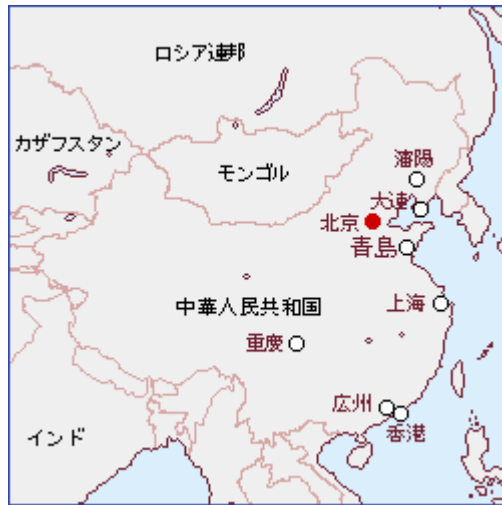 ロシア連邦
カザフスタン
モンゴル
瀋陽
大連
北京
青島
中華人民共和国
上海
重慶
広州
香港
インド